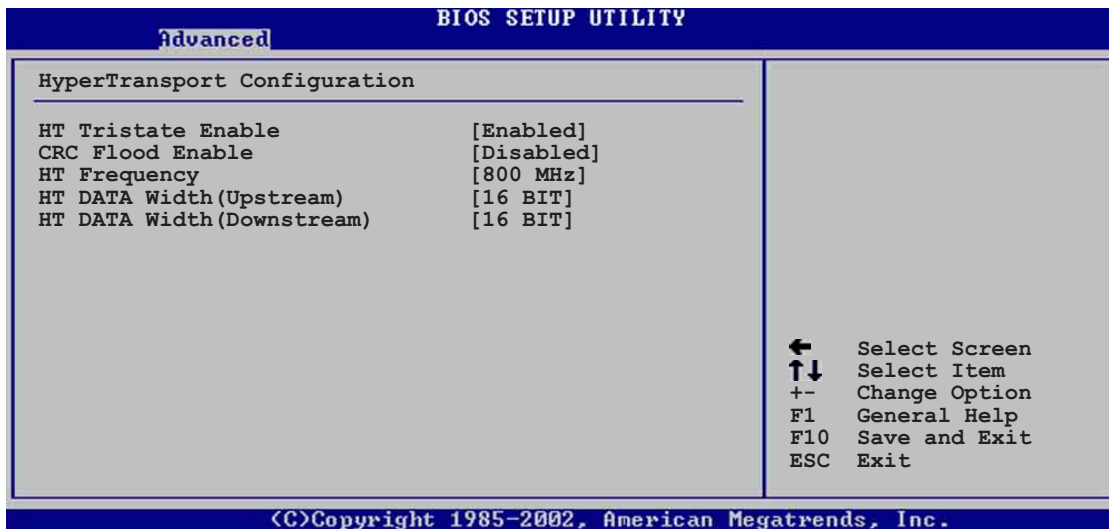 BIOS SETUP UTILITY
Advanced
HyperTransport Configuration
HT Tristate Enable [Enabled]
CRC Flood Enable [Disabled]
HT Frequency [800 MHz]
HT DATA Width(Upstream) [16 BIT]
HT DATA Width(Downstream) [16 BIT]
← Select Screen
↑↓ Select Item
+- Change Option
F1 General Help
F10 Save and Exit
ESC Exit
(C)Copyright 1985-2002, American Megatrends, Inc.